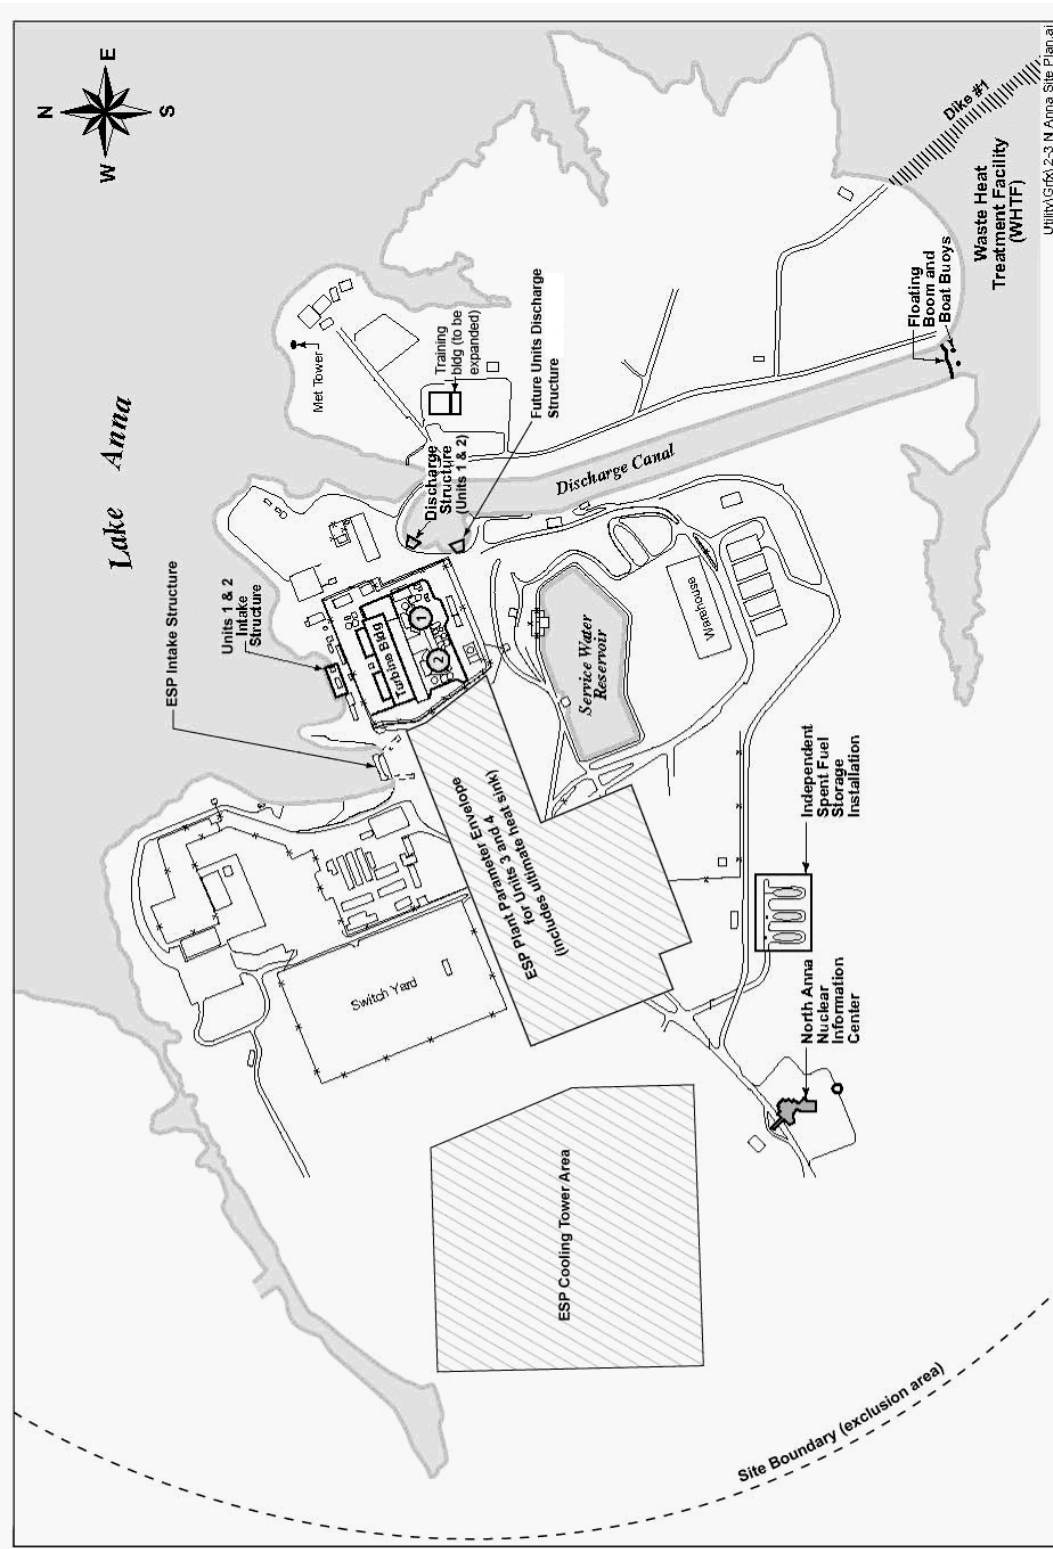 N
E
S
W
Lake Anna
ESP Intake Structure
Units 1 & 2
Intake
Structure
Met Tower
Training
bldg (to be
expanded)
Discharge
Structure
(Units 1 & 2)
Future Units Discharge
Structure
Turbine Bldg
1
2
Discharge Canal
Service Water
Reservoir
Warehouse
ESP Plant Parameter Envelope
for Units 3 and 4
(includes ultimate heat sink)
Switch Yard
Independent
Spent Fuel
Storage
Installation
North Anna
Nuclear
Information
Center
ESP Cooling Tower Area
Site Boundary (exclusion area)
Floating
Boom and
Boat Buoys
Waste Heat
Treatment Facility
(WHTF)
Dike #1
Utility\Grfx\ 2-3 N Anna Site Plan.ai